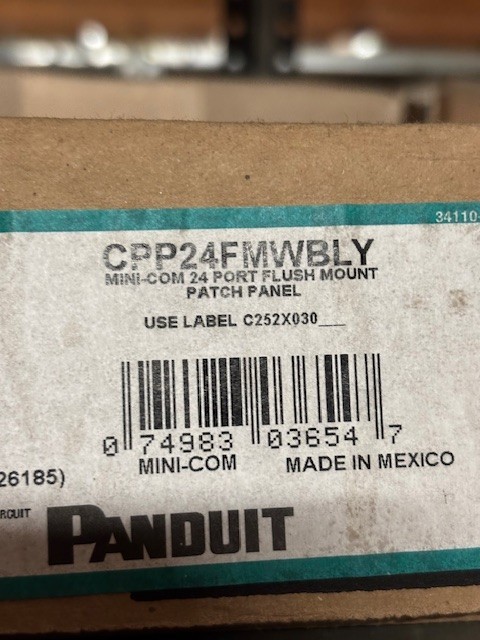 34110-
CPP24FMWBLY
MINI-COM 24 PORT FLUSH MOUNT
PATCH PANEL
USE LABEL C252X030___
0 74983 03654 7
MINI-COM MADE IN MEXICO
26185)
RCUIT
PANDUIT